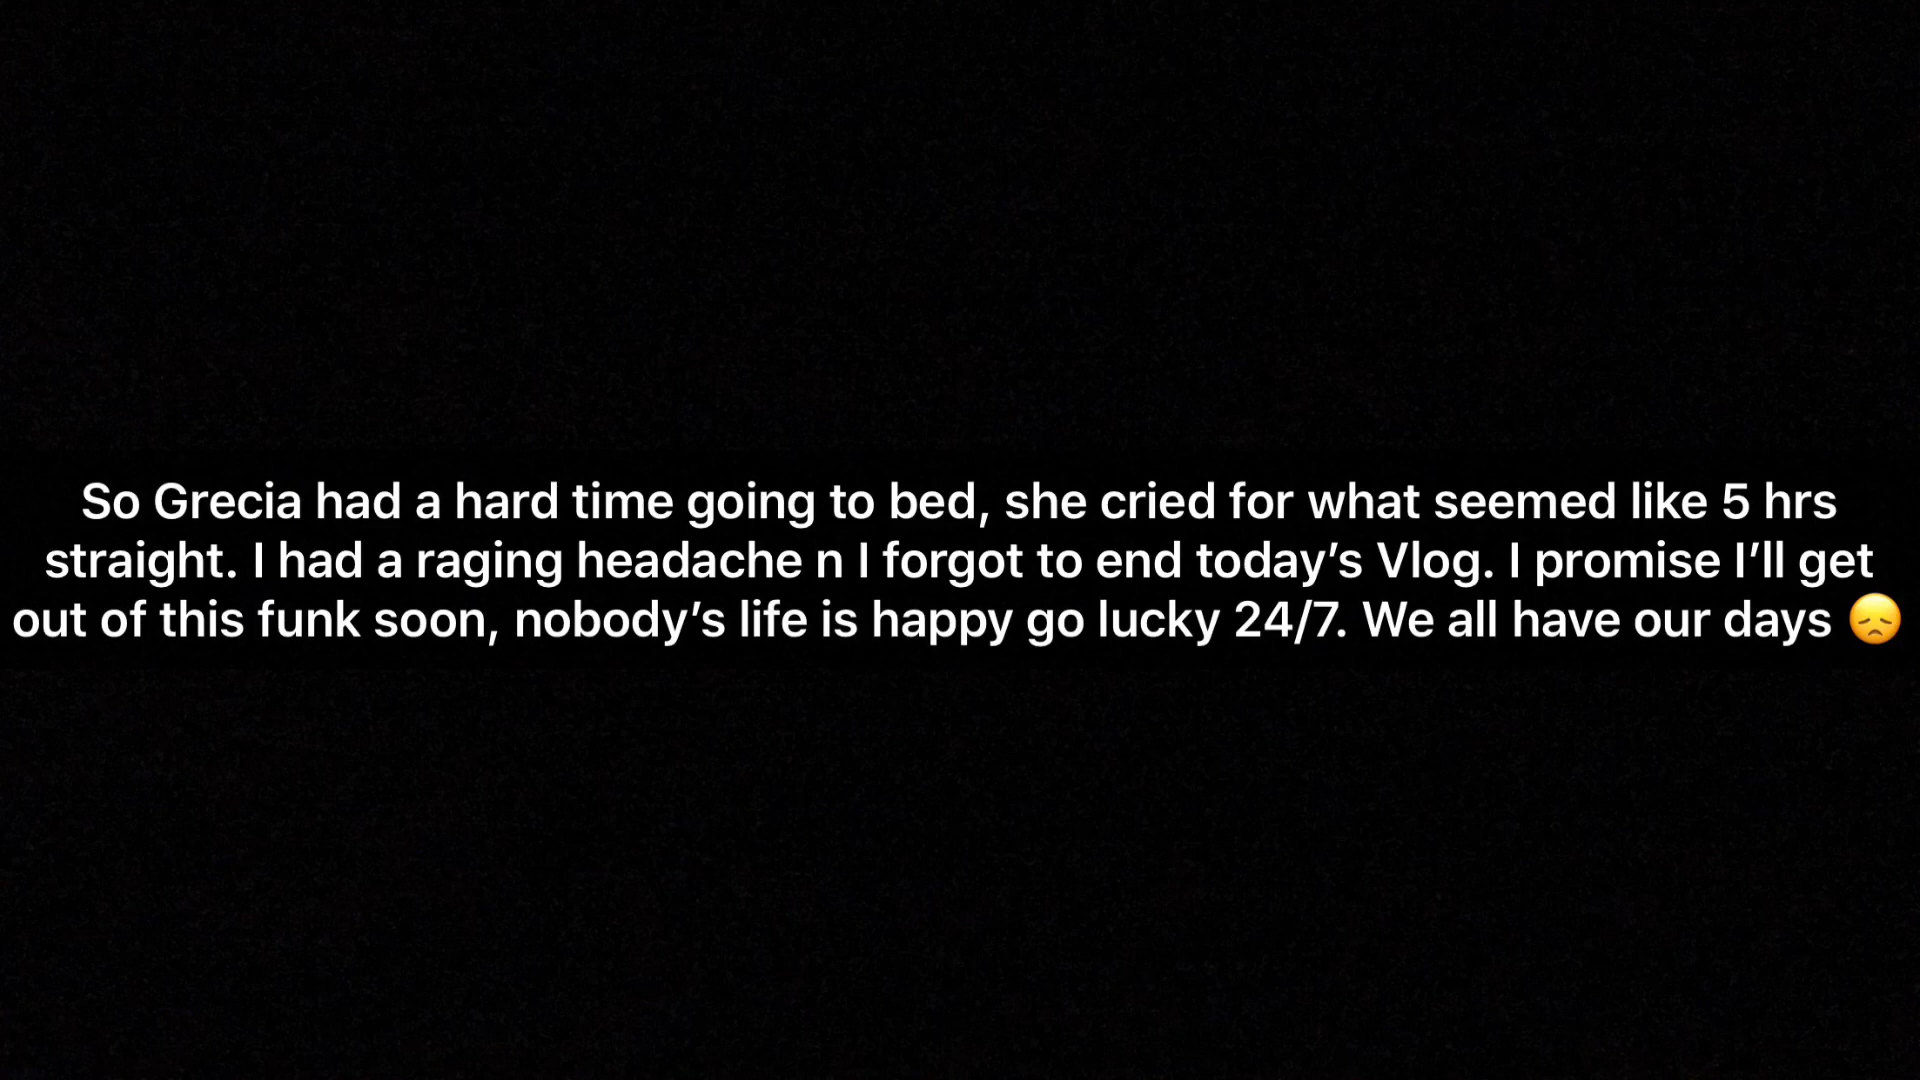 So Grecia had a hard time going to bed, she cried for what seemed like 5 hrs
straight. I had a raging headache n I forgot to end today’s Vlog. I promise I’ll get
out of this funk soon, nobody’s life is happy go lucky 24/7. We all have our days 😞